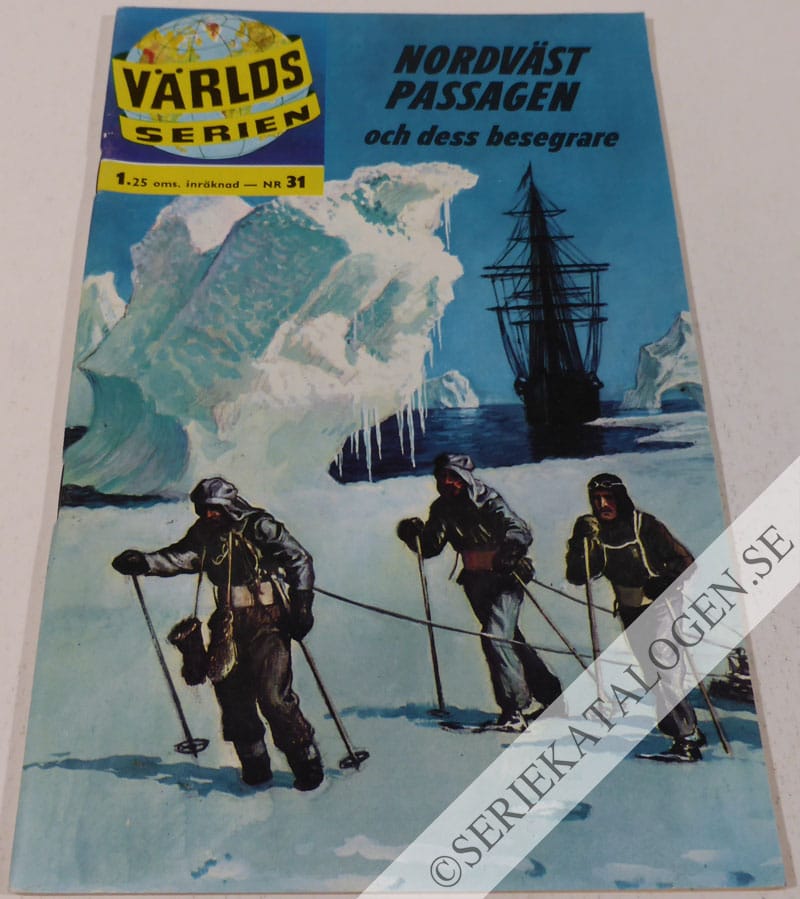 VÄRLDS
SERIEN
1.25 oms. inräknad — NR 31
NORDVÄST
PASSAGEN
och dess besegrare
©SERIEKATALOGEN.SE